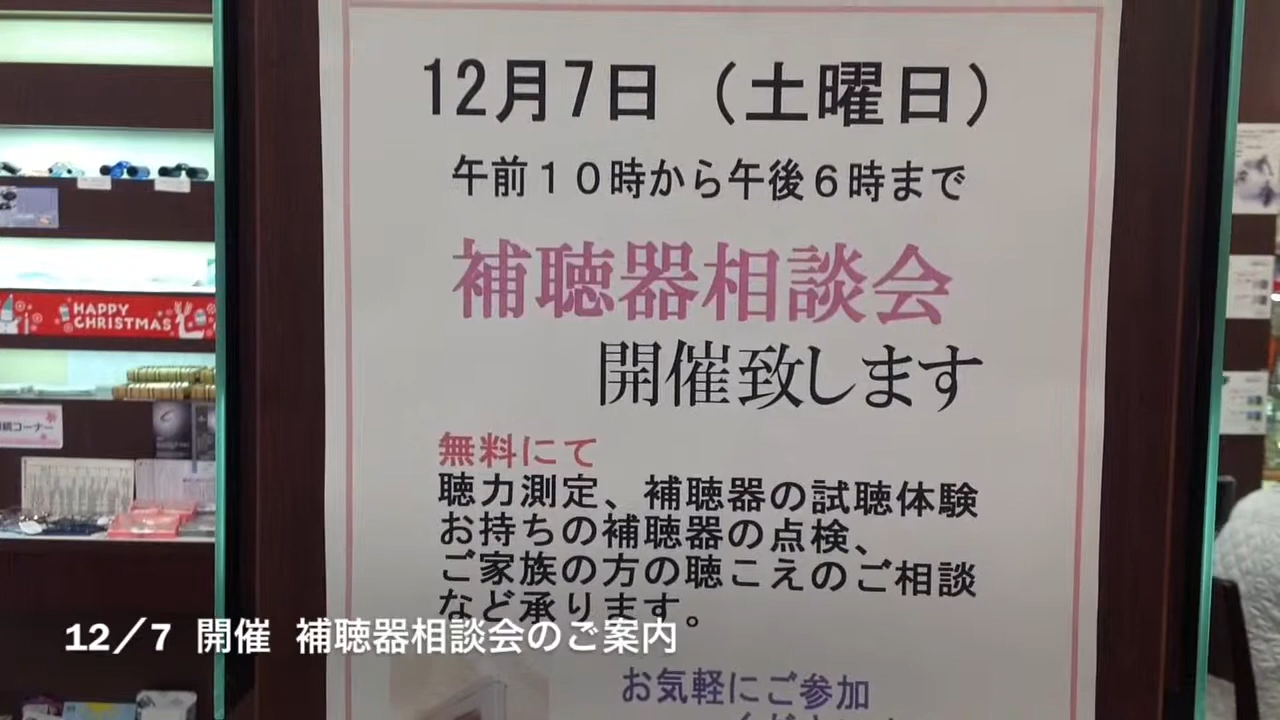 12月7日（土曜日）
午前１０時から午後６時まで
補聴器相談会
開催致します
無料にて
聴力測定、補聴器の試聴体験
お持ちの補聴器の点検、
ご家族の方の聴こえのご相談
など承ります。
お気軽にご参加
HAPPY
CHRISTMAS
コーナー
12／7 開催 補聴器相談会のご案内